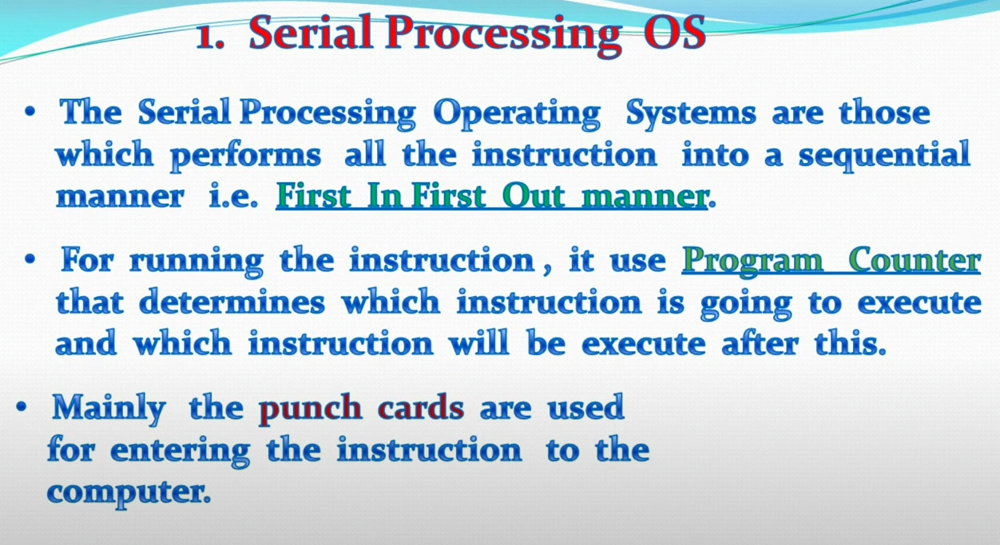 1. Serial Processing OS
• The Serial Processing Operating Systems are those
which performs all the instruction into a sequential
manner i.e. First In First Out manner.
• For running the instruction , it use Program Counter
that determines which instruction is going to execute
and which instruction will be execute after this.
• Mainly the punch cards are used
for entering the instruction to the
computer.